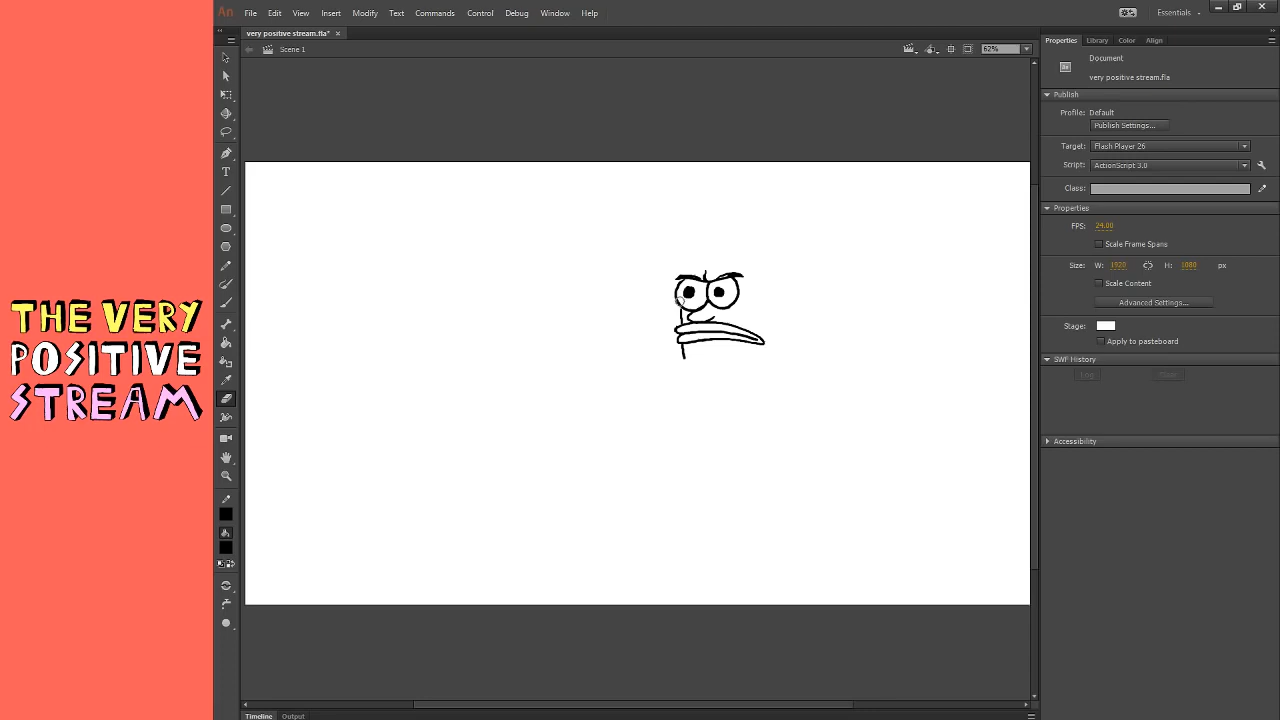 THE VERY
POSITIVE
STREAM
An File Edit View Insert Modify Text Commands Control Debug Window Help
Essentials
very positive stream.fla*
Scene 1
62%
Properties Library Color Align
Document
very positive stream.fla
Publish
Profile: Default
Publish Settings...
Target: Flash Player 26
Script: ActionScript 3.0
Class:
Properties
FPS: 24.00
Scale Frame Spans
Size: W: 1920 H: 1080 px
Scale Content
Advanced Settings...
Stage:
Apply to pasteboard
SWF History
Log Clear
Accessibility
Timeline Output